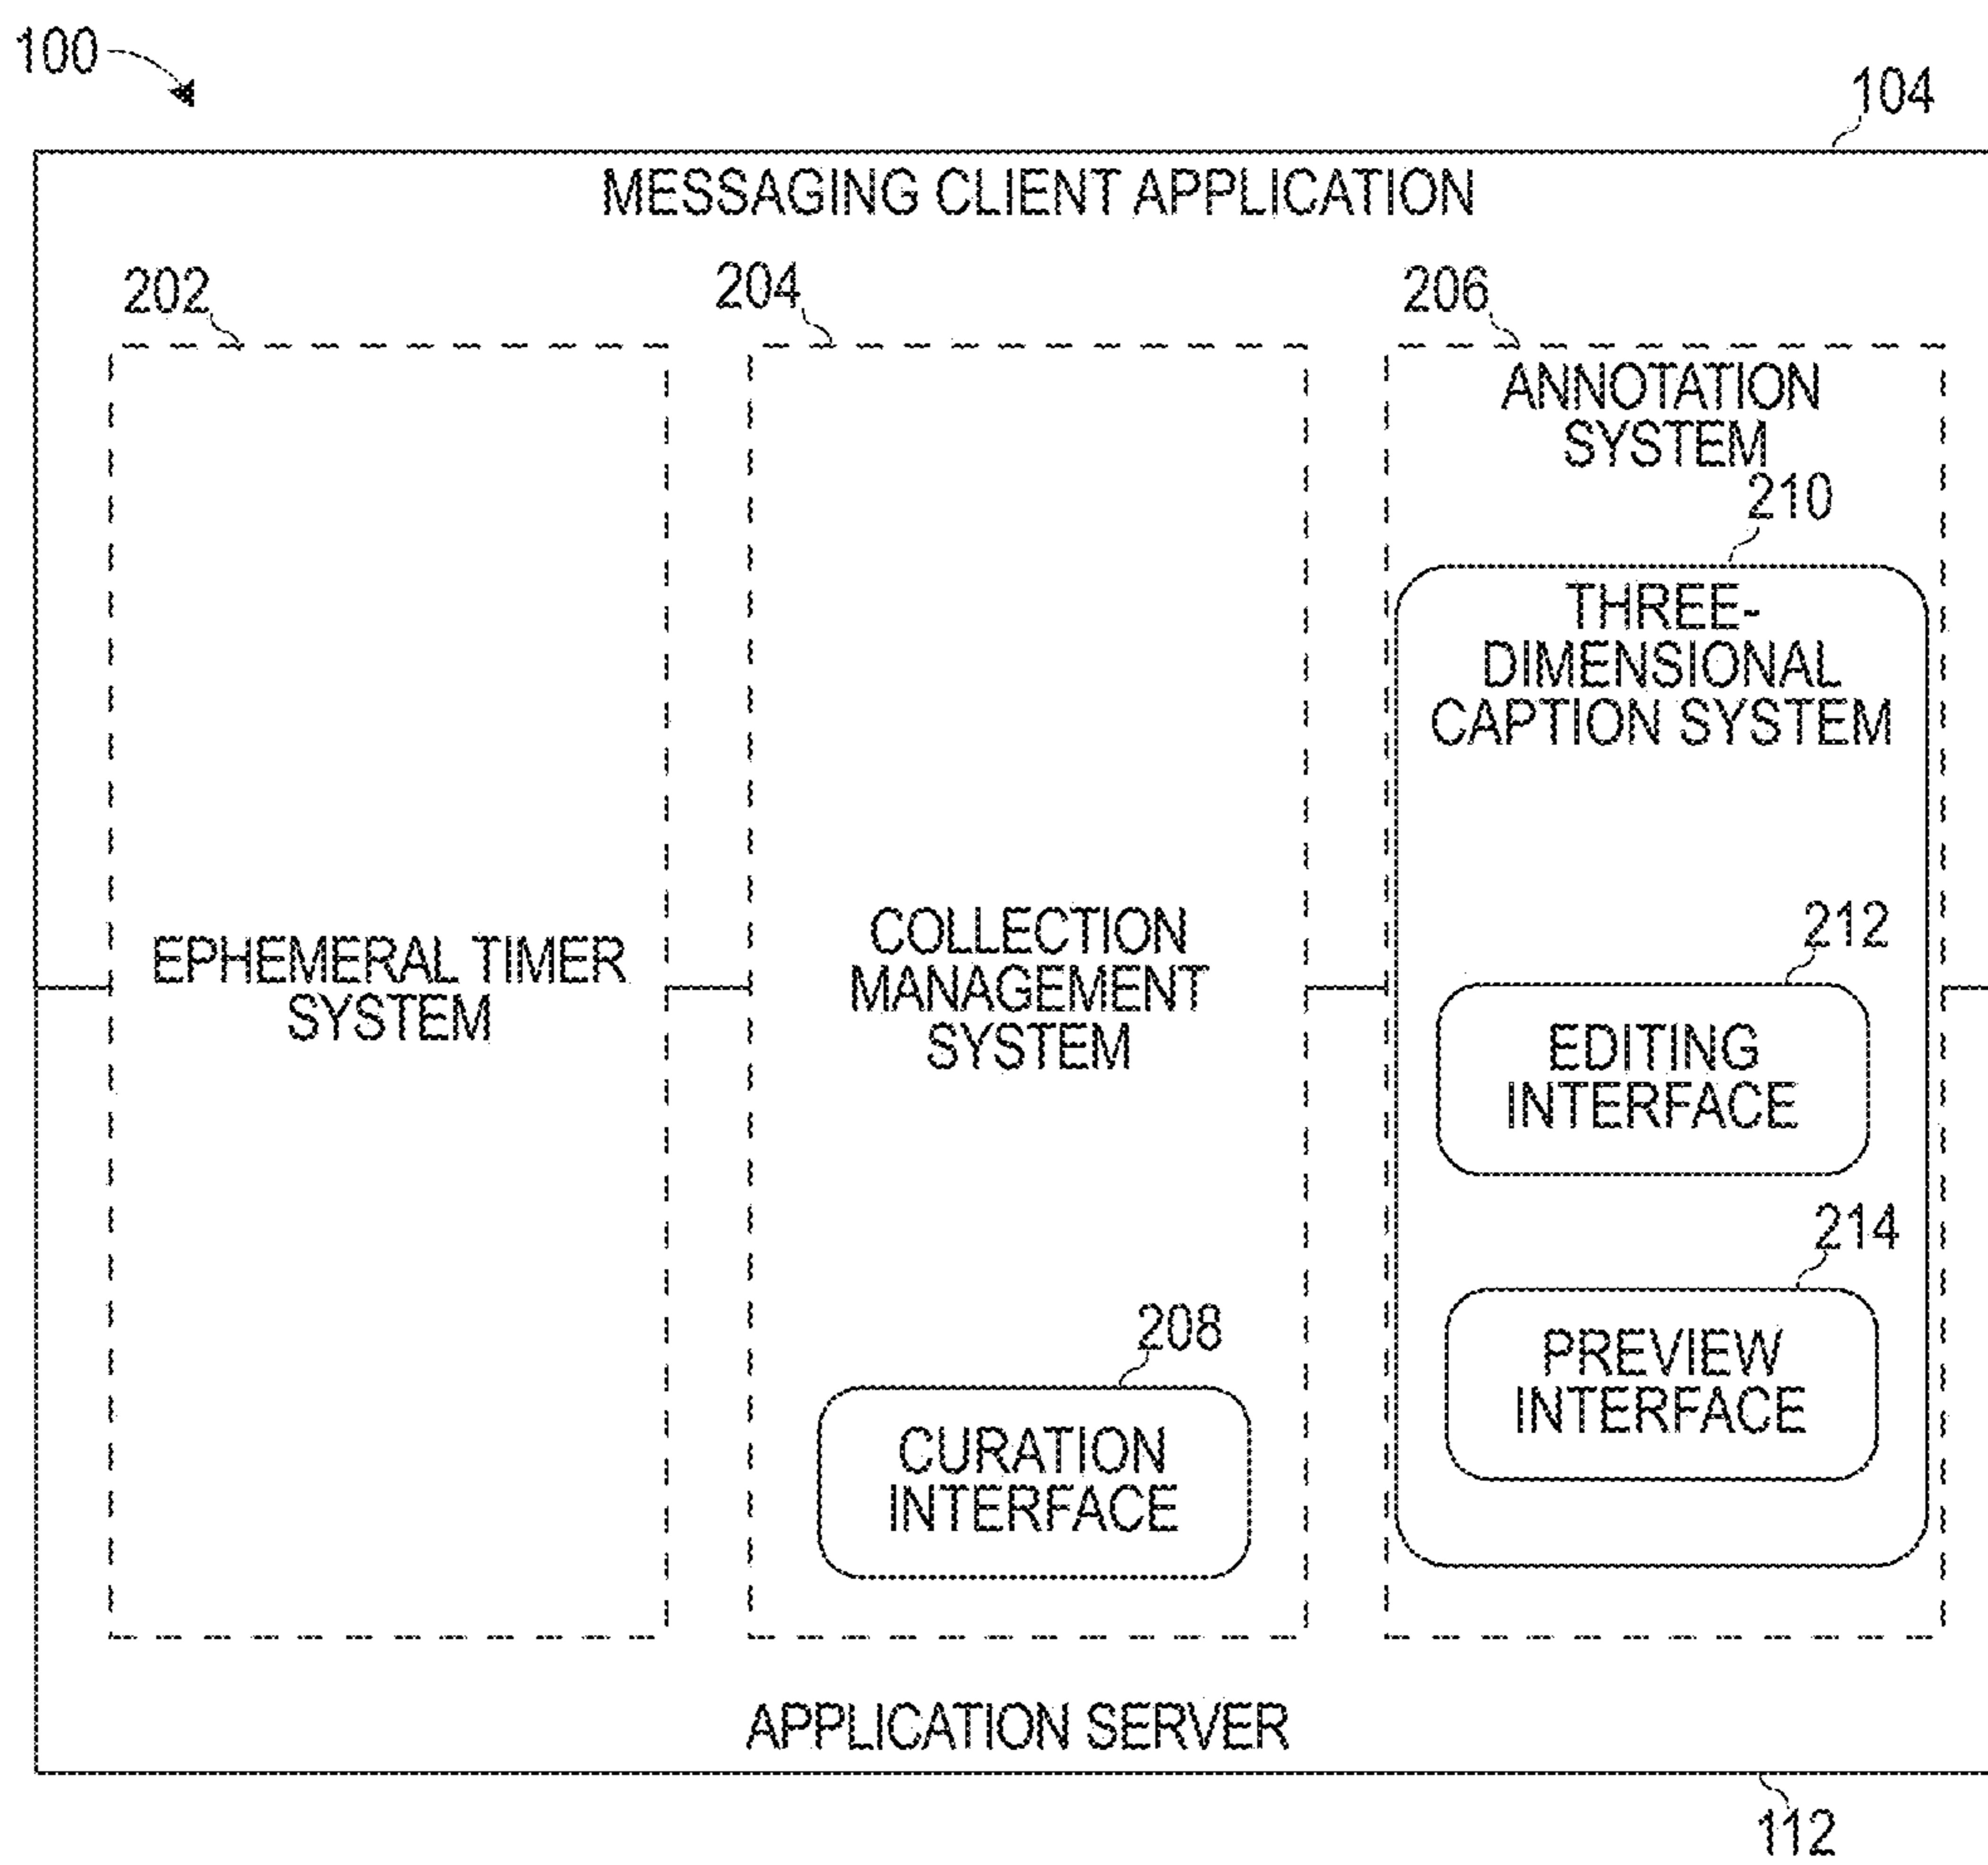 100
104
MESSAGING CLIENT APPLICATION
202
204
206
ANNOTATION
SYSTEM
210
THREE-
DIMENSIONAL
CAPTION SYSTEM
EPHEMERAL TIMER
SYSTEM
COLLECTION
MANAGEMENT
SYSTEM
212
EDITING
INTERFACE
214
PREVIEW
INTERFACE
208
CURATION
INTERFACE
APPLICATION SERVER
112